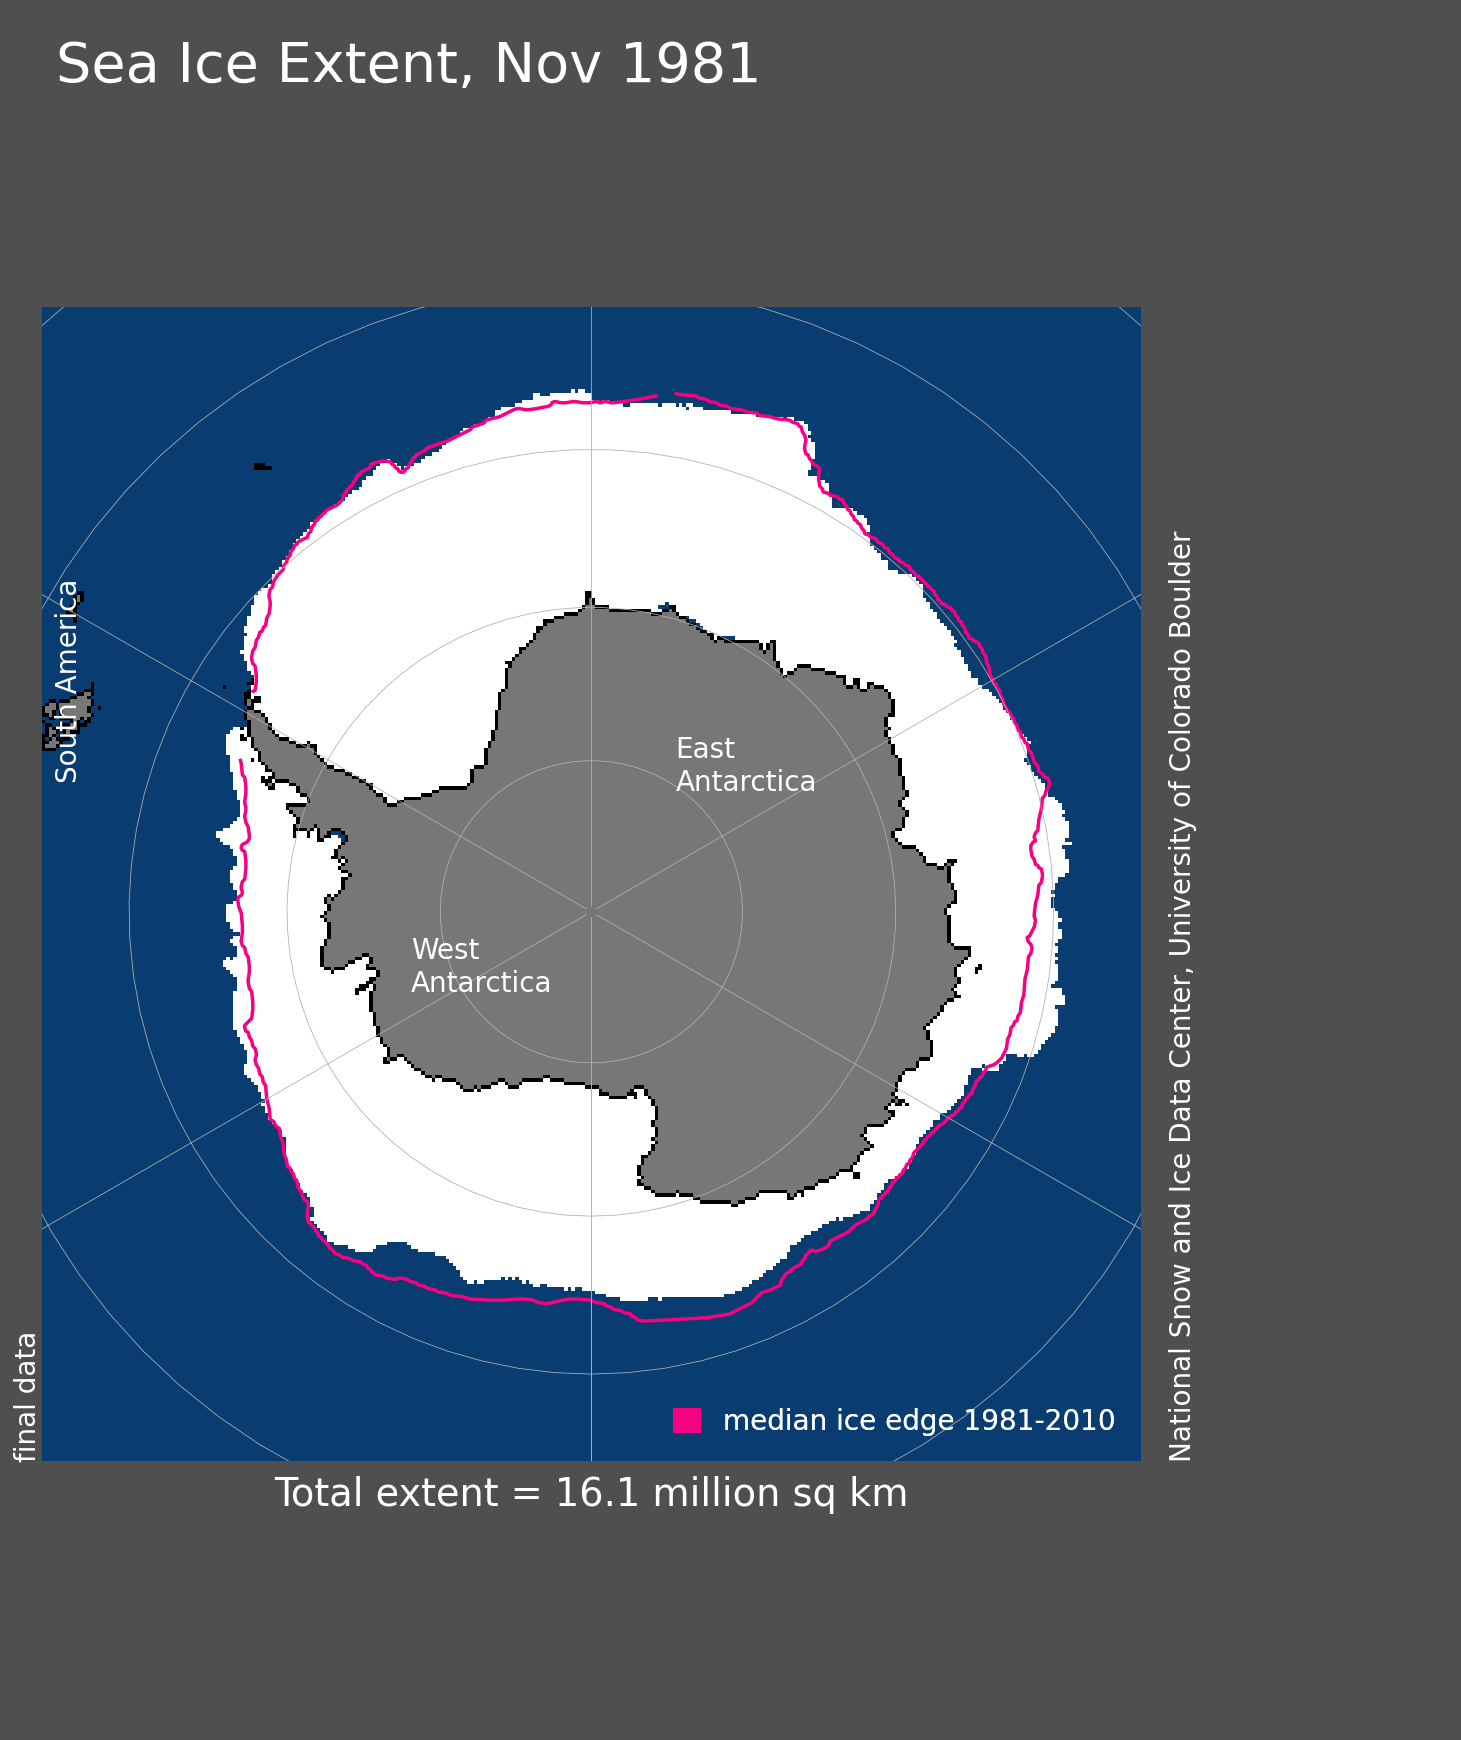 Sea Ice Extent, Nov 1981
South America
East
Antarctica
West
Antarctica
median ice edge 1981-2010
final data
National Snow and Ice Data Center, University of Colorado Boulder
Total extent = 16.1 million sq km